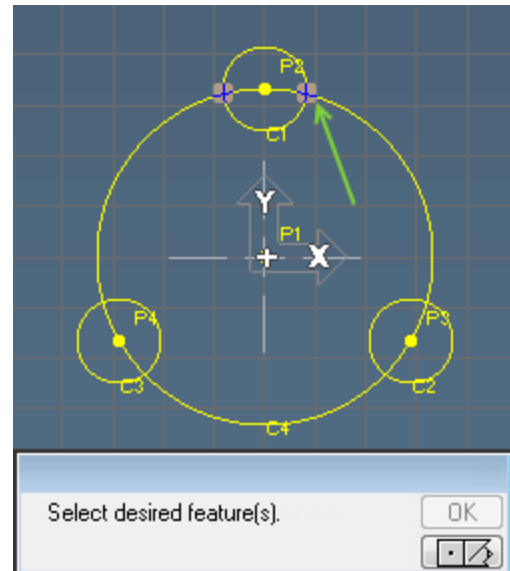 P2
C1
Y
P1
X
P4
P3
C3
C2
C4
Select desired feature(s).
OK